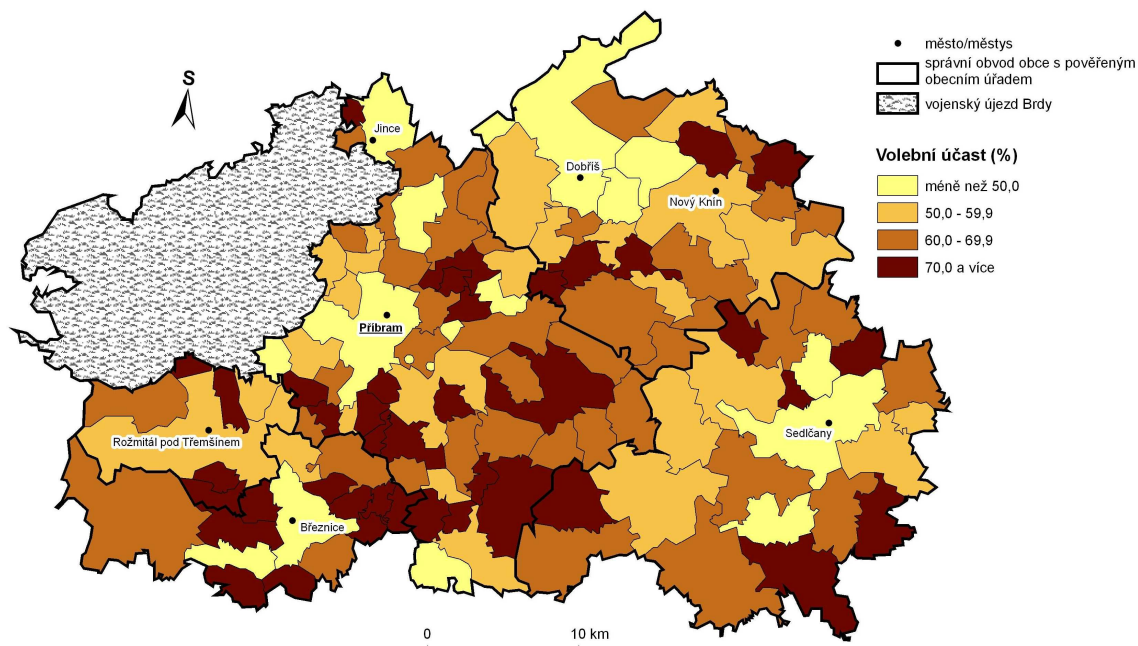 S
Jince
Dobříš
Nový Knín
Příbram
Rožmitál pod Třemšínem
Sedlčany
Březnice
0 10 km
město/městys
správní obvod obce s pověřeným
obecním úřadem
vojenský újezd Brdy
Volební účast (%)
méně než 50,0
50,0 - 59,9
60,0 - 69,9
70,0 a více